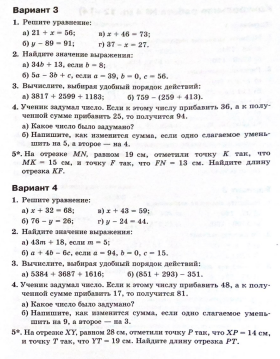 Вариант 3
1. Решите уравнение:
а) 21 + x = 56; в) x + 46 = 73;
б) y − 89 = 91; г) 37 − x = 27.
2. Найдите значение выражения:
а) 34b + 13, если b = 8;
б) 5a − 3b + c, если a = 39, b = 0, c = 56.
3. Вычислите, выбирая удобный порядок действий:
а) 3817 + 2599 + 1183; б) 759 − (259 + 413).
4. Ученик задумал число. Если к этому числу прибавить 36, а к полу-
ченной сумме прибавить 25, то получится 94.
а) Какое число было задумано?
б) Напишите, как изменится сумма, если одно слагаемое умень-
шить на 5, а второе — на 4.
5*. На отрезке MN, равном 19 см, отметили точку K так, что
MK = 15 см, и точку F так, что FN = 13 см. Найдите длину
отрезка KF.
Вариант 4
1. Решите уравнение:
а) x + 32 = 68; в) x + 43 = 59;
б) 76 − y = 26; г) y − 24 = 44.
2. Найдите значение выражения:
а) 43m + 18, если m = 5;
б) a + 4b − 6c, если a = 94, b = 0, c = 15.
3. Вычислите, выбирая удобный порядок действий:
а) 5384 + 3687 + 1616; б) (851 + 293) − 351.
4. Ученик задумал число. Если к этому числу прибавить 48, а к полу-
ченной сумме прибавить 17, то получится 81.
а) Какое число было задумано?
б) Напишите, как изменится сумма, если одно слагаемое умень-
шить на 9, а второе — на 3.
5*. На отрезке XY, равном 28 см, отметили точку P так, что XP = 14 см,
и точку T так, что YT = 19 см. Найдите длину отрезка PT.